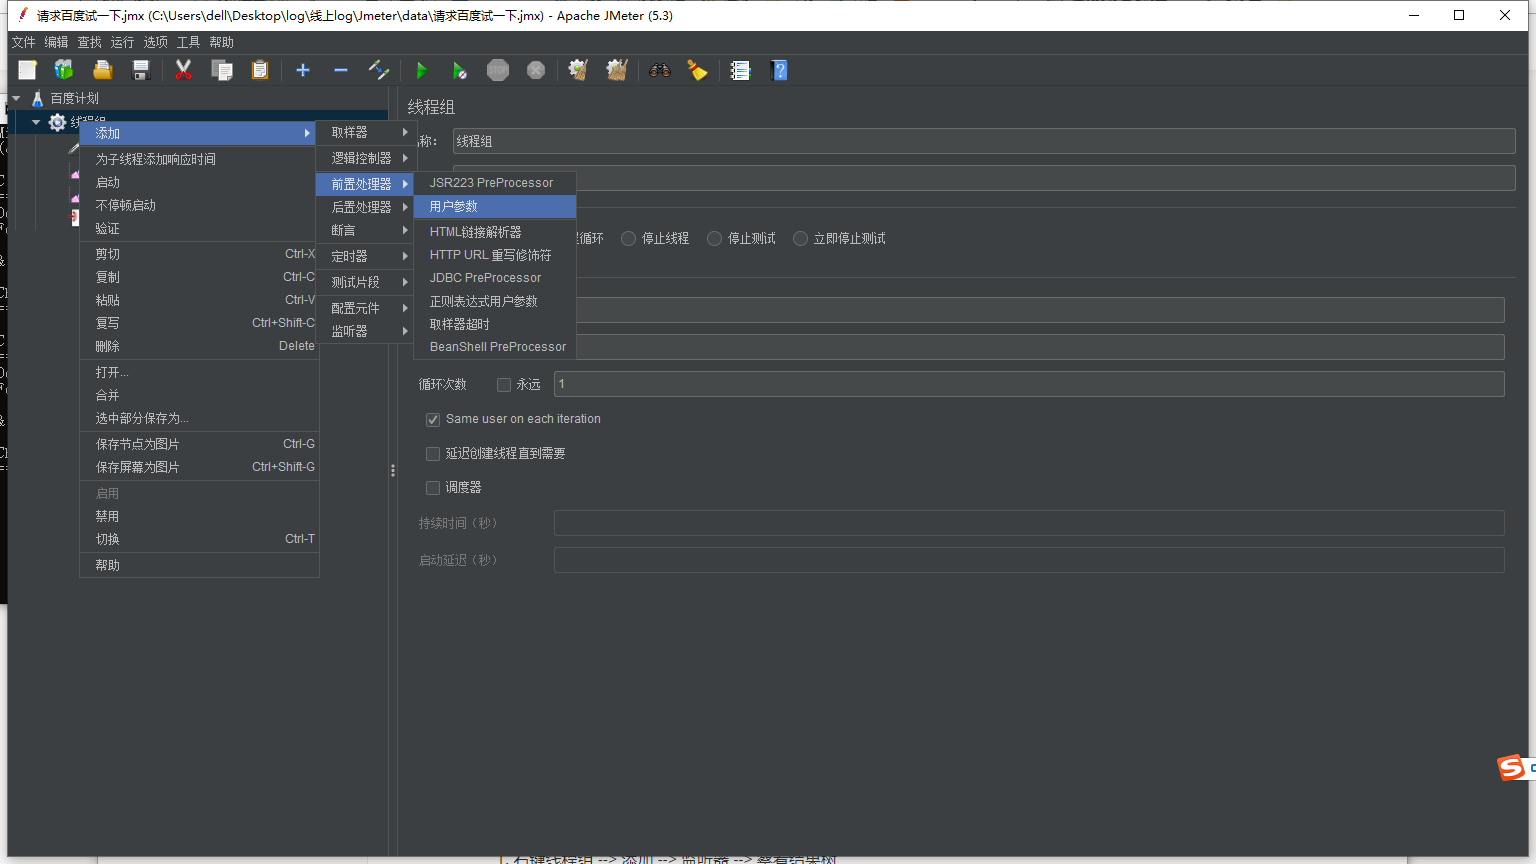 请求百度试一下.jmx (C:\Users\dell\Desktop\log\线上log\Jmeter\data\请求百度试一下.jmx) - Apache JMeter (5.3)
文件 编辑 查找 运行 选项 工具 帮助
STOP
百度计划
线程组
添加
为子线程添加响应时间
启动
不停顿启动
验证
剪切 Ctrl-X
复制 Ctrl-C
粘贴 Ctrl-V
复写 Ctrl+Shift-C
删除 Delete
打开...
合并
选中部分保存为...
保存节点为图片 Ctrl-G
保存屏幕为图片 Ctrl+Shift-G
启用
禁用
切换 Ctrl-T
帮助
取样器
逻辑控制器
前置处理器
后置处理器
断言
定时器
测试片段
配置元件
监听器
JSR223 PreProcessor
用户参数
HTML链接解析器
HTTP URL 重写修饰符
JDBC PreProcessor
正则表达式用户参数
取样器超时
BeanShell PreProcessor
线程组
称： 线程组
循环 停止线程 停止测试 立即停止测试
循环次数 永远 1
Same user on each iteration
延迟创建线程直到需要
调度器
持续时间（秒）
启动延迟（秒）
右键线程组 --> 添加 --> 监听器 --> 察看结果树